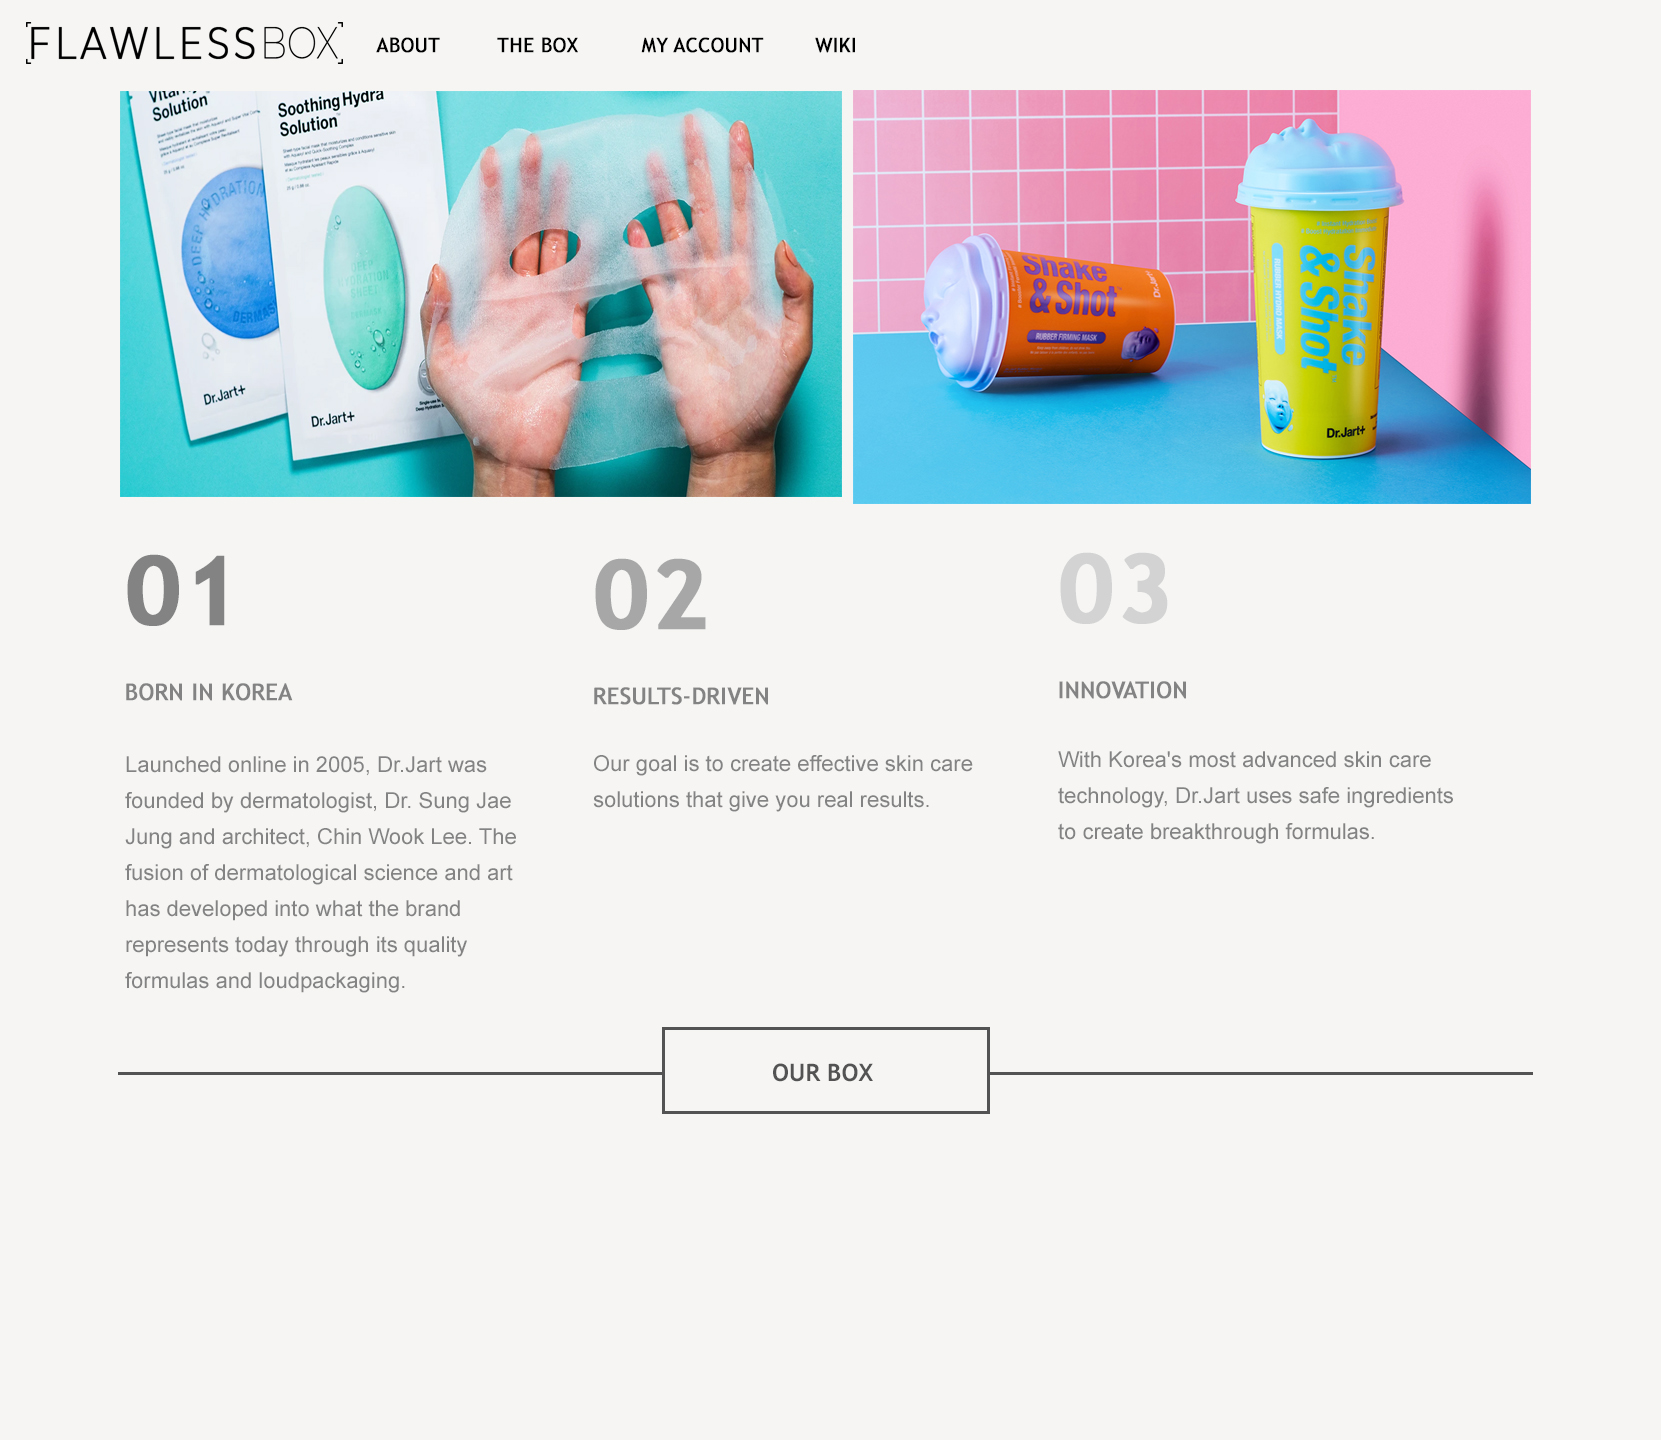 FLAWLESSBOX
ABOUT
THE BOX
MY ACCOUNT
WIKI
Solution
Soothing Hydra
Solution
DEEP HYDRATION
DEEP
HYDRATION
SHEET
Dr.Jart+
Dr.Jart+
Shake
& Shot
RUBBER FIRMING MASK
Dr.
Shake
& Shot
RUBBER HYDRO MASK
Dr.Jart+
01
BORN IN KOREA
Launched online in 2005, Dr.Jart was
founded by dermatologist, Dr. Sung Jae
Jung and architect, Chin Wook Lee. The
fusion of dermatological science and art
has developed into what the brand
represents today through its quality
formulas and loudpackaging.
02
RESULTS-DRIVEN
Our goal is to create effective skin care
solutions that give you real results.
03
INNOVATION
With Korea's most advanced skin care
technology, Dr.Jart uses safe ingredients
to create breakthrough formulas.
OUR BOX